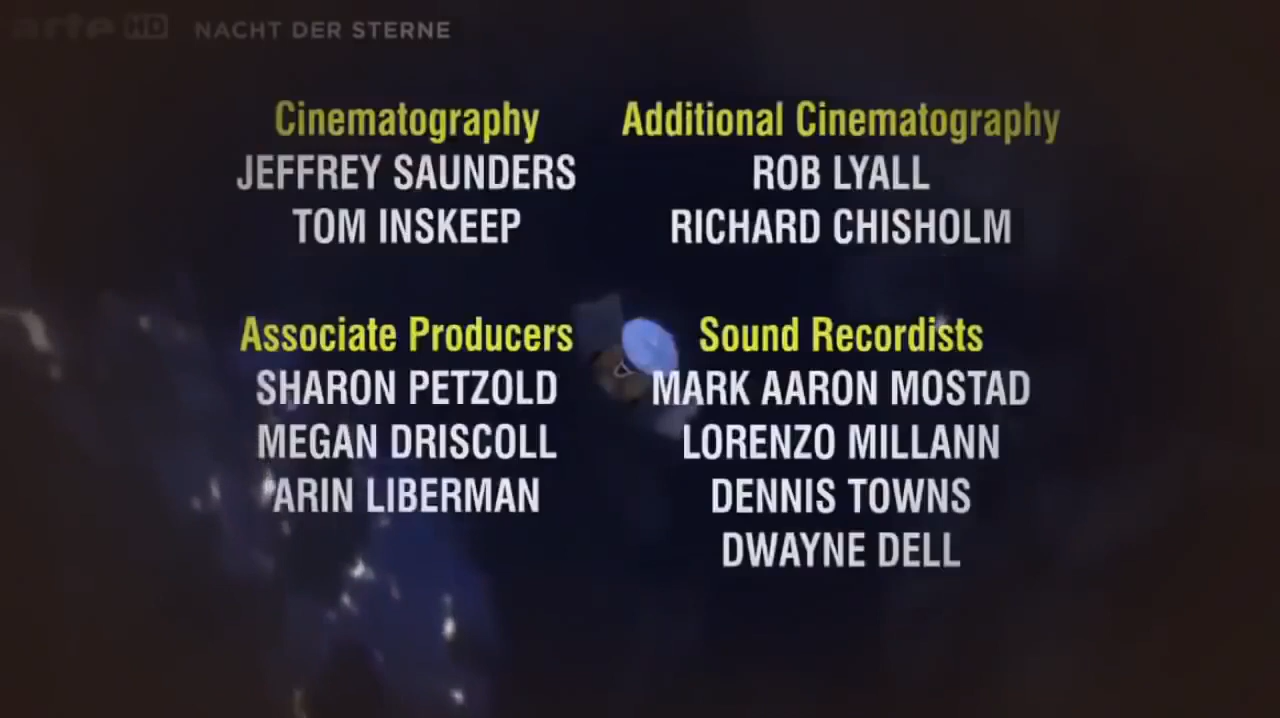 arte HD NACHT DER STERNE
Cinematography
JEFFREY SAUNDERS
TOM INSKEEP
Additional Cinematography
ROB LYALL
RICHARD CHISHOLM
Associate Producers
SHARON PETZOLD
MEGAN DRISCOLL
ARIN LIBERMAN
Sound Recordists
MARK AARON MOSTAD
LORENZO MILLANN
DENNIS TOWNS
DWAYNE DELL